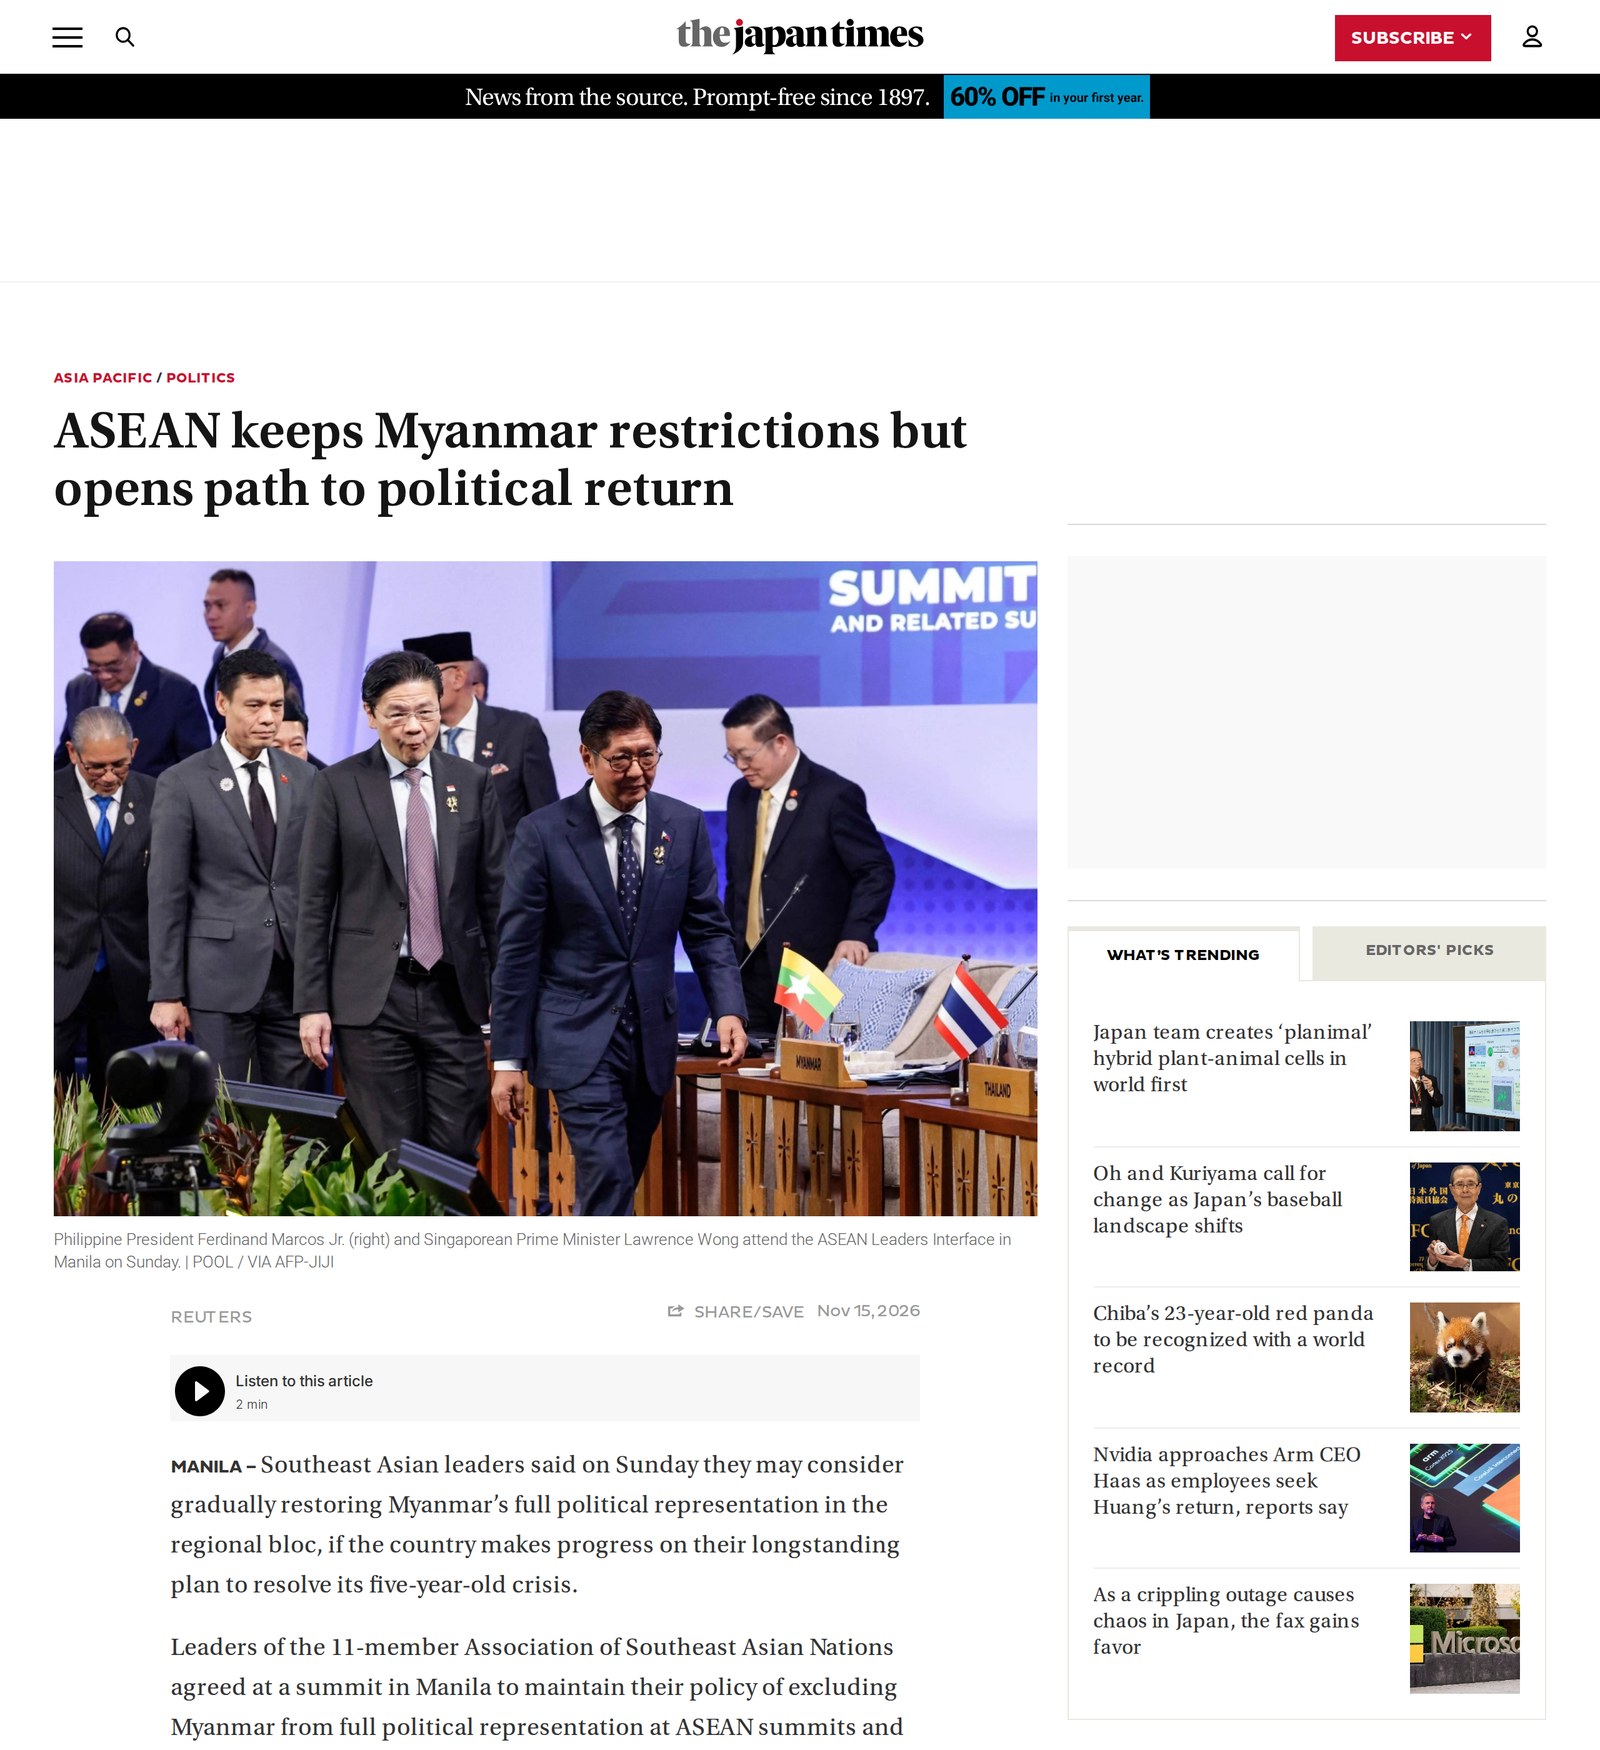 the japan times
SUBSCRIBE
News from the source. Prompt-free since 1897.
60% OFF in your first year.
ASIA PACIFIC / POLITICS
ASEAN keeps Myanmar restrictions but
opens path to political return
SUMMIT
AND RELATED SU
MYANMAR
THAILAND
Philippine President Ferdinand Marcos Jr. (right) and Singaporean Prime Minister Lawrence Wong attend the ASEAN Leaders Interface in
Manila on Sunday. | POOL / VIA AFP-JIJI
REUTERS
SHARE/SAVE
Nov 15, 2026
Listen to this article
2 min
MANILA – Southeast Asian leaders said on Sunday they may consider
gradually restoring Myanmar’s full political representation in the
regional bloc, if the country makes progress on their longstanding
plan to resolve its five-year-old crisis.
Leaders of the 11-member Association of Southeast Asian Nations
agreed at a summit in Manila to maintain their policy of excluding
Myanmar from full political representation at ASEAN summits and
WHAT’S TRENDING
EDITORS' PICKS
Japan team creates ‘planimal’
hybrid plant-animal cells in
world first
Oh and Kuriyama call for
change as Japan’s baseball
landscape shifts
Chiba’s 23-year-old red panda
to be recognized with a world
record
Nvidia approaches Arm CEO
Haas as employees seek
Huang’s return, reports say
arm
As a crippling outage causes
chaos in Japan, the fax gains
favor
Microso